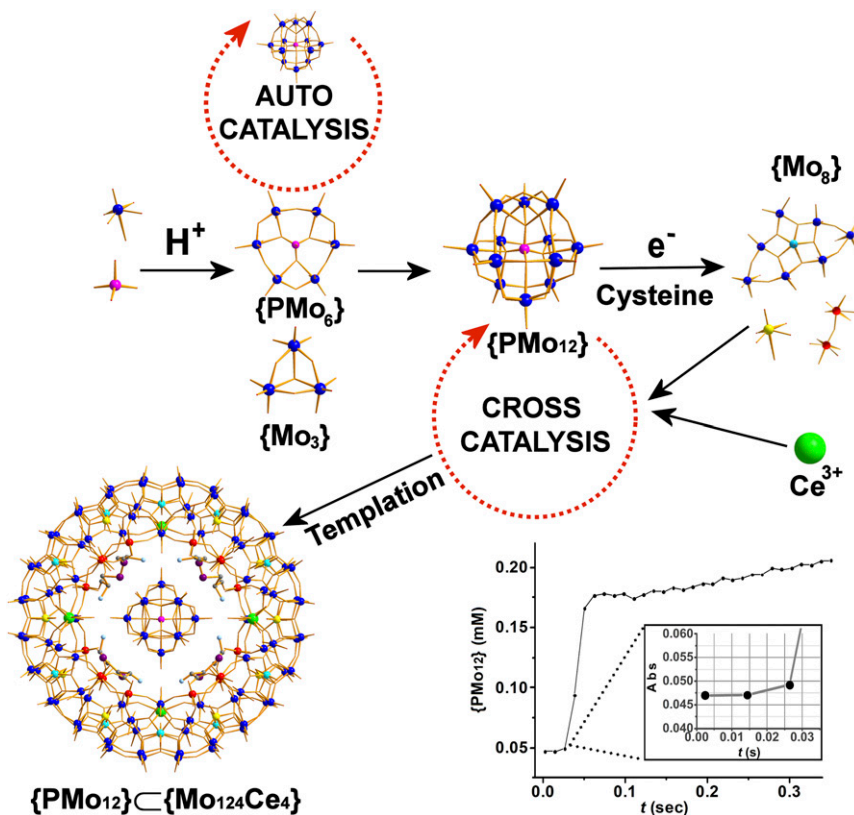 AUTO
CATALYSIS
H⁺
{PMo₆}
{Mo₃}
{PMo₁₂}
e⁻
Cysteine
{Mo₈}
CROSS
CATALYSIS
Ce³⁺
Templation
{PMo₁₂}⊂{Mo₁₂₄Ce₄}
{PMo₁₂} (mM)
0.20
0.15
0.10
0.05
0.0
0.1
0.2
0.3
t (sec)
Abs
0.060
0.055
0.050
0.045
0.040
0.00
0.01
0.02
0.03
t (s)